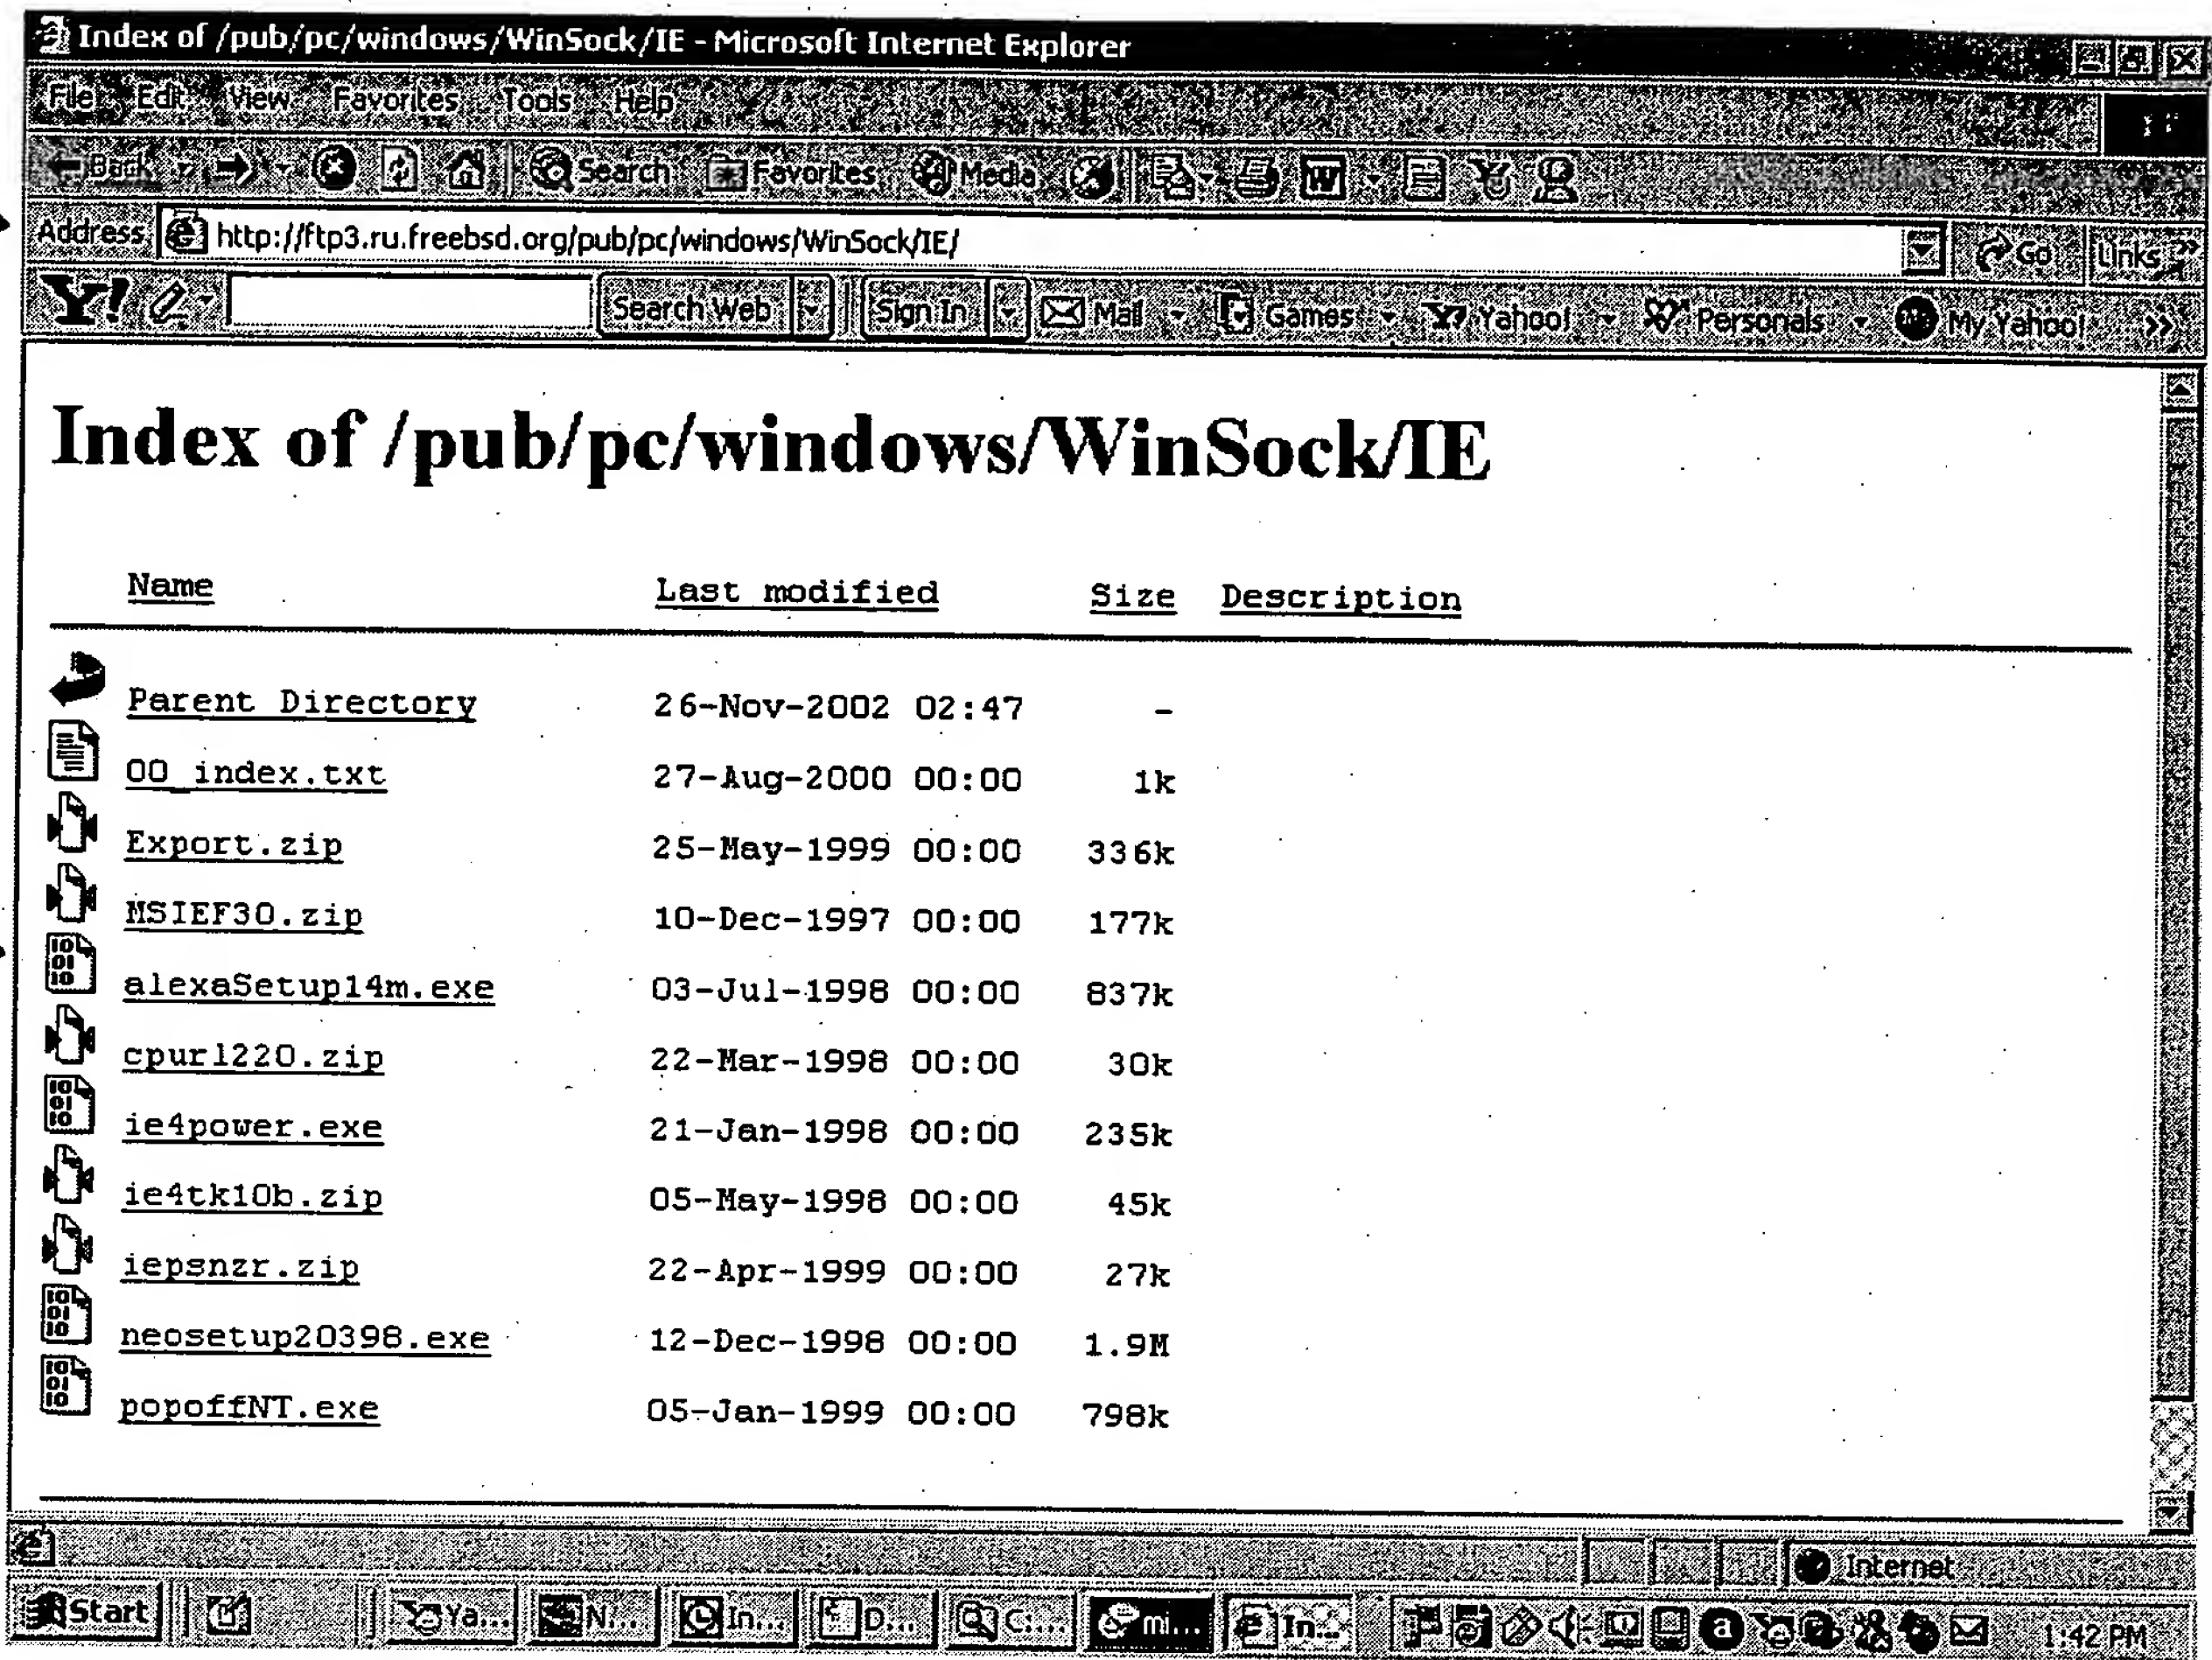 Index of /pub/pc/windows/WinSock/IE - Microsoft Internet Explorer
File Edit View Favorites Tools Help
Back Search Favorites Media
Address http://ftp3.ru.freebsd.org/pub/pc/windows/WinSock/IE/ Go Links »
Y! Search Web Sign In Mail Games Yahoo! Personals My Yahoo! »
Index of /pub/pc/windows/WinSock/IE
Name Last modified Size Description
Parent Directory 26-Nov-2002 02:47 -
00_index.txt 27-Aug-2000 00:00 1k
Export.zip 25-May-1999 00:00 336k
MSIEF30.zip 10-Dec-1997 00:00 177k
alexaSetup14m.exe 03-Jul-1998 00:00 837k
cpurl220.zip 22-Mar-1998 00:00 30k
ie4power.exe 21-Jan-1998 00:00 235k
ie4tk10b.zip 05-May-1998 00:00 45k
iepsnzr.zip 22-Apr-1999 00:00 27k
neosetup20398.exe 12-Dec-1998 00:00 1.9M
popoffNT.exe 05-Jan-1999 00:00 798k
Internet
Start Ya... N... In... D... C:... mi... In... 1:42 PM